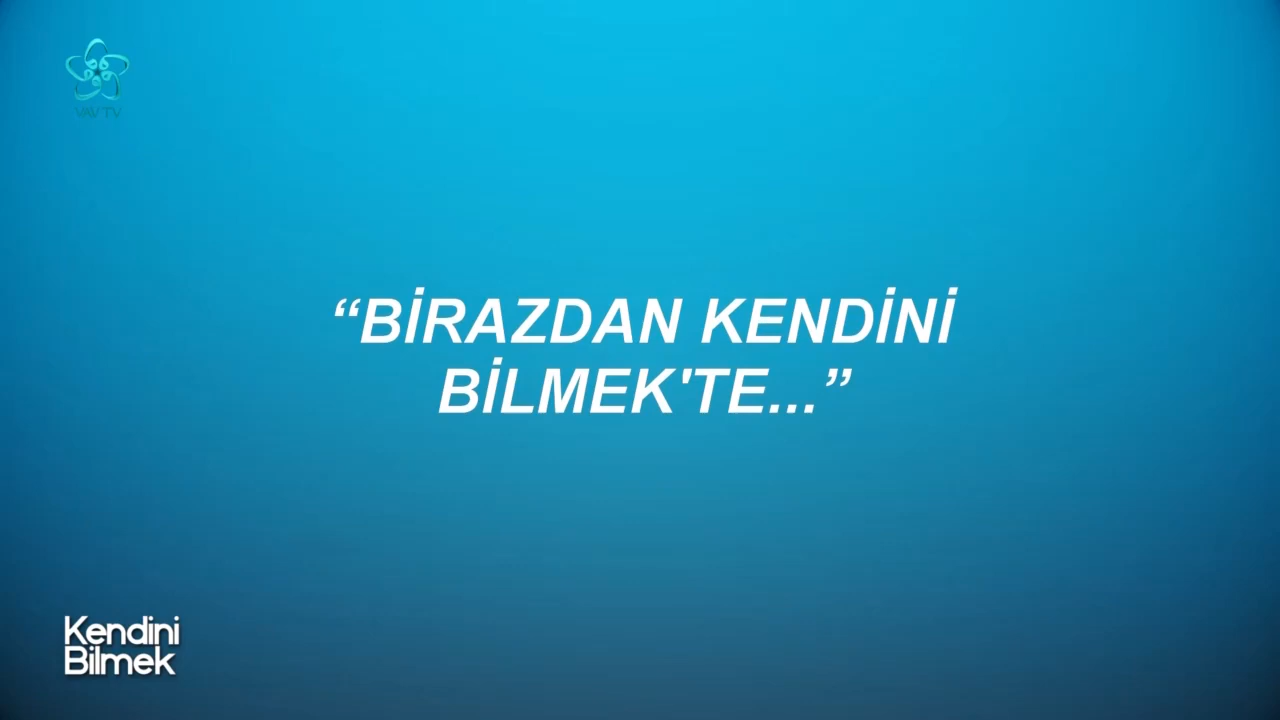 VAV TV
“BİRAZDAN KENDİNİ
BİLMEK'TE...”
Kendini
Bilmek